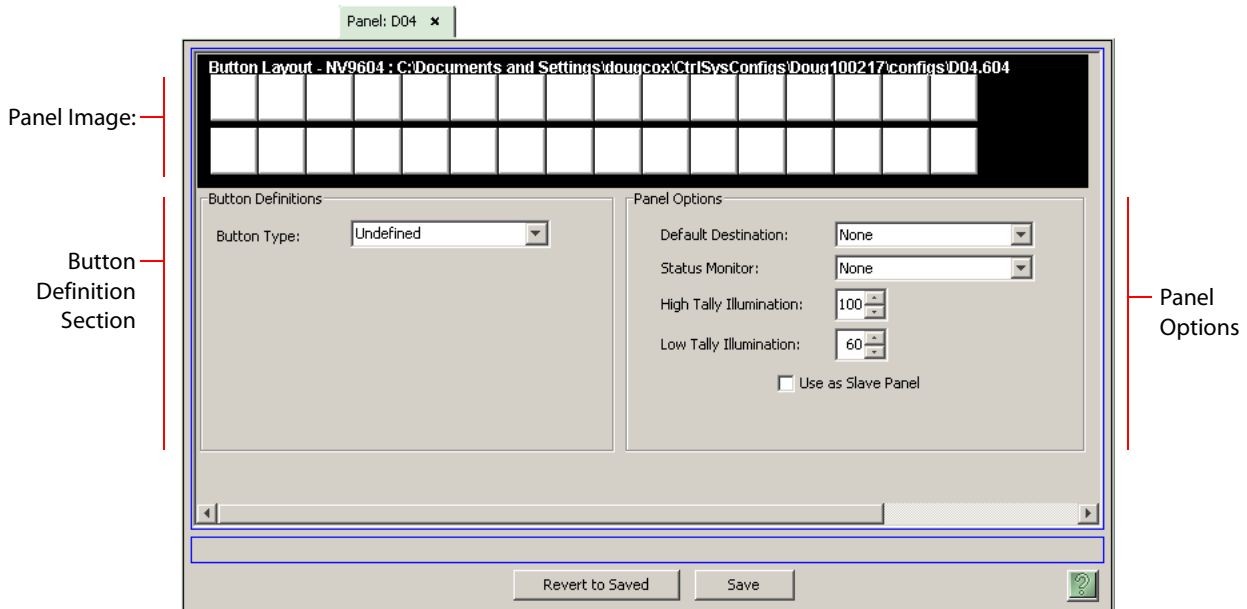 Panel: D04 ×
Button Layout - NV9604 : C:\Documents and Settings\dougcox\CtrlSysConfigs\Doug100217\configs\D04.604
Panel Image:
Button Definitions
Button Type:
Undefined
Button
Definition
Section
Panel Options
Default Destination:
None
Status Monitor:
None
High Tally Illumination:
100
Low Tally Illumination:
60
Use as Slave Panel
Panel
Options
Revert to Saved
Save
?